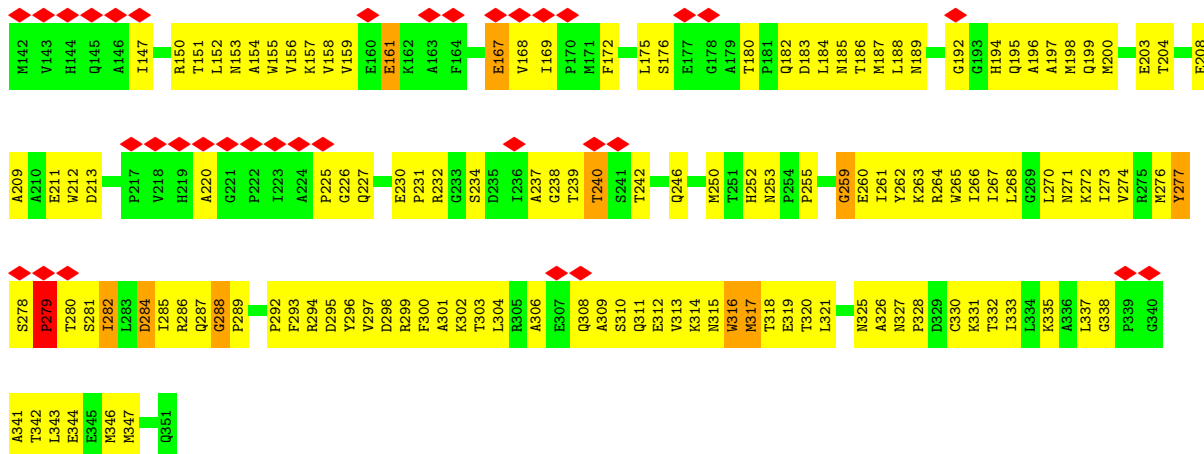 M142 V143 H144 Q145 A146 I147 R150 T151 L152 N153 A154 W155 V156 K157 V158 V159 E160 E161 K162 A163 F164 E167 V168 I169 P170 M171 F172 L175 S176 E177 G178 A179 T180 P181 Q182 D183 L184 N185 T186 M187 L188 N189 G192 G193 H194 Q195 A196 A197 M198 Q199 M200 E203 T204 E208
A209 A210 E211 W212 D213 P217 V218 H219 A220 G221 P222 I223 A224 P225 G226 Q227 E230 P231 R232 G233 S234 D235 I236 A237 G238 T239 T240 S241 T242 Q246 M250 T251 H252 N253 P254 P255 G259 E260 I261 Y262 K263 R264 W265 I266 I267 L268 G269 L270 N271 K272 I273 V274 R275 M276 Y277
S278 P279 T280 S281 I282 L283 D284 I285 R286 Q287 G288 P289 P292 F293 R294 D295 Y296 V297 D298 R299 F300 A301 K302 T303 L304 R305 A306 E307 Q308 A309 S310 Q311 E312 V313 K314 N315 W316 M317 T318 E319 T320 L321 N325 A326 N327 P328 D329 C330 K331 T332 I333 L334 K335 A336 L337 G338 P339 G340
A341 T342 L343 E344 E345 M346 M347 Q351